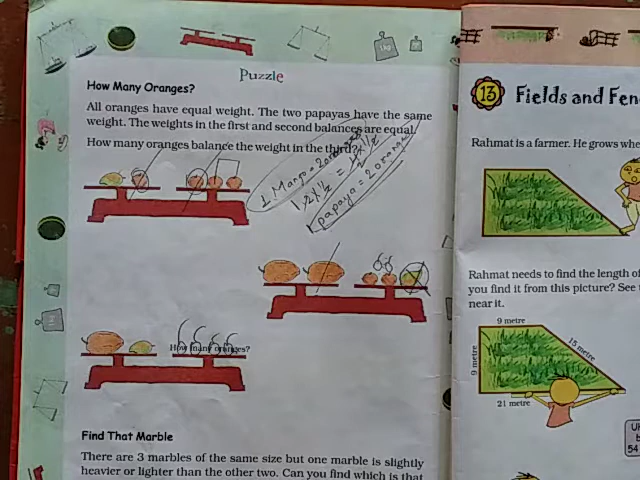 Puzzle
How Many Oranges?
All oranges have equal weight. The two papayas have the same
weight. The weights in the first and second balances are equal.
How many oranges balance the weight in the third?
1 Mango = 2 oranges
1 papaya = 2 oranges
How many oranges?
Find That Marble
There are 3 marbles of the same size but one marble is slightly
heavier or lighter than the other two. Can you find which is that
13 Fields and Fen
Rahmat is a farmer. He grows whe
Rahmat needs to find the length of
you find it from this picture? See
near it.
9 metre
9 metre
15 metre
21 metre
54